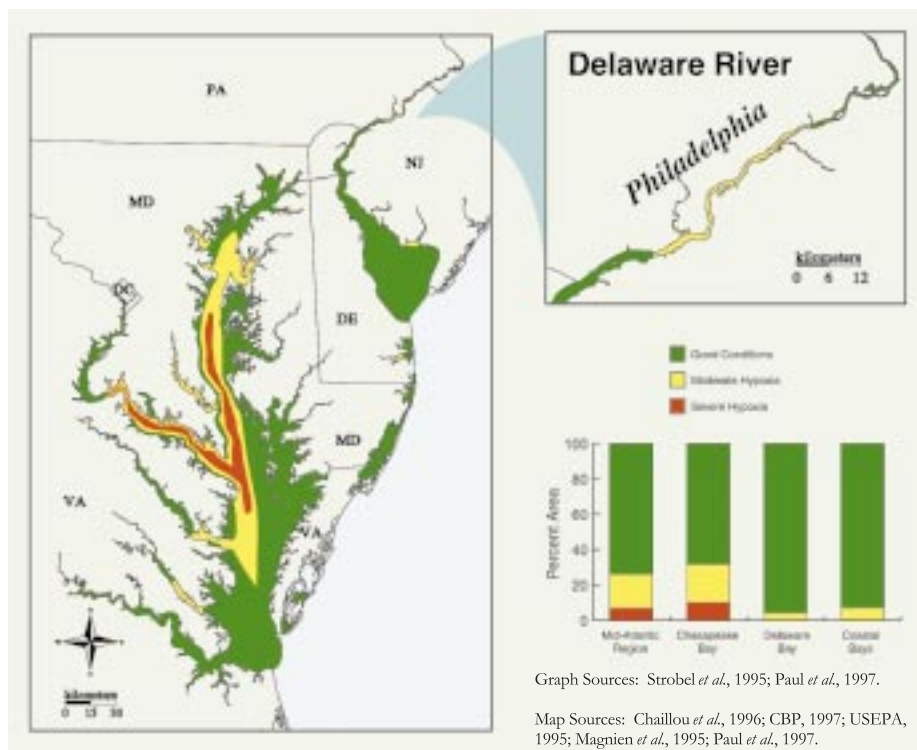 PA
NJ
MD
DC
DE
MD
VA
VA
kilometers
0 15 30
Delaware River
Philadelphia
kilometers
0 6 12
Good Conditions
Moderate Hypoxia
Severe Hypoxia
Percent Area
100
80
60
40
20
0
Mid-Atlantic
Region
Chesapeake
Bay
Delaware
Bay
Coastal
Bays
Graph Sources: Strobel et al., 1995; Paul et al., 1997.
Map Sources: Chaillou et al., 1996; CBP, 1997; USEPA,
1995; Magnien et al., 1995; Paul et al., 1997.